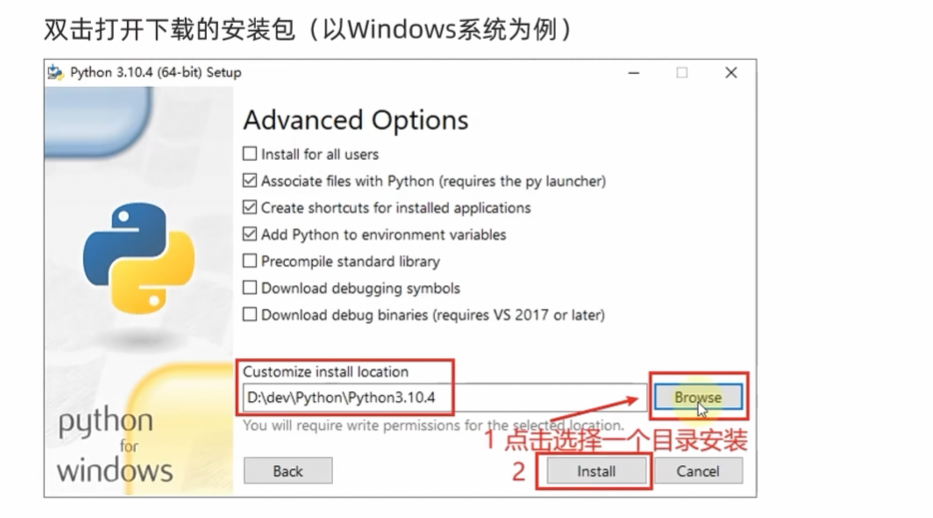 双击打开下载的安装包（以Windows系统为例）
Python 3.10.4 (64-bit) Setup
Advanced Options
Install for all users
Associate files with Python (requires the py launcher)
Create shortcuts for installed applications
Add Python to environment variables
Precompile standard library
Download debugging symbols
Download debug binaries (requires VS 2017 or later)
Customize install location
D:\dev\Python\Python3.10.4
Browse
You will require write permissions for the selected location.
1 点击选择一个目录安装
python
for
windows
Back
2
Install
Cancel